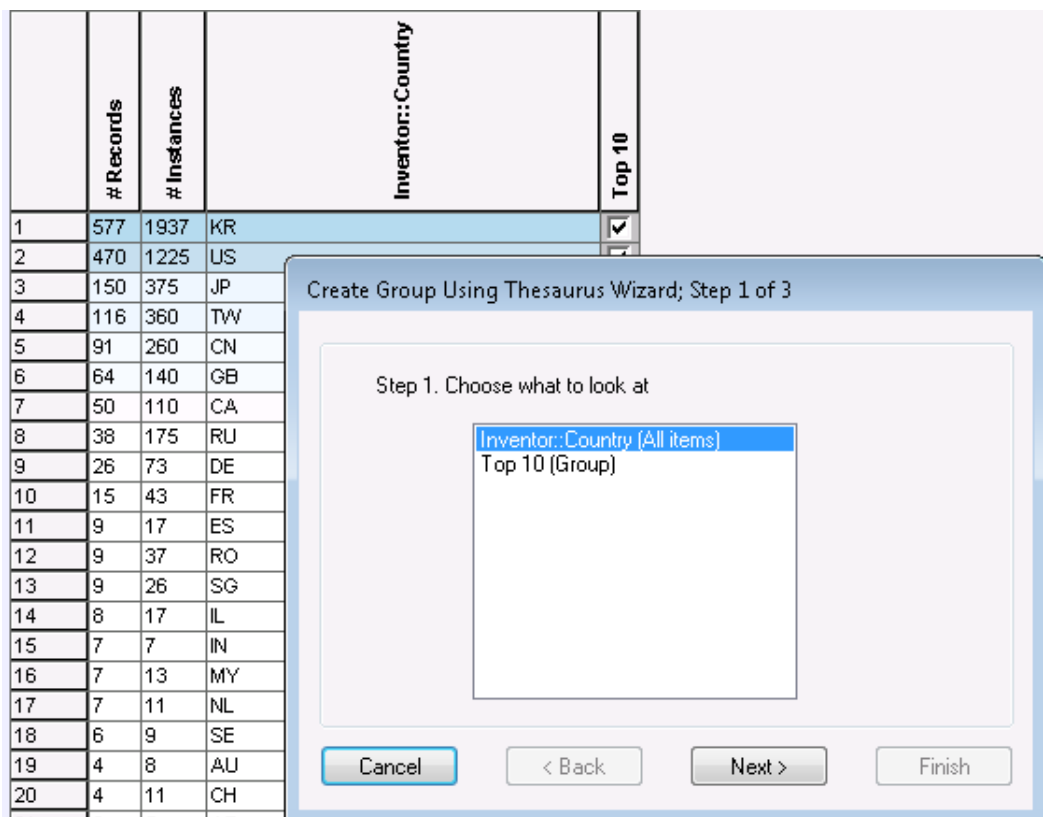 # Records # Instances Inventor::Country Top 10
1 577 1937 KR
2 470 1225 US
3 150 375 JP
4 116 360 TW
5 91 260 CN
6 64 140 GB
7 50 110 CA
8 38 175 RU
9 26 73 DE
10 15 43 FR
11 9 17 ES
12 9 37 RO
13 9 26 SG
14 8 17 IL
15 7 7 IN
16 7 13 MY
17 7 11 NL
18 6 9 SE
19 4 8 AU
20 4 11 CH
Create Group Using Thesaurus Wizard; Step 1 of 3
Step 1. Choose what to look at
Inventor::Country (All items)
Top 10 (Group)
Cancel < Back Next > Finish